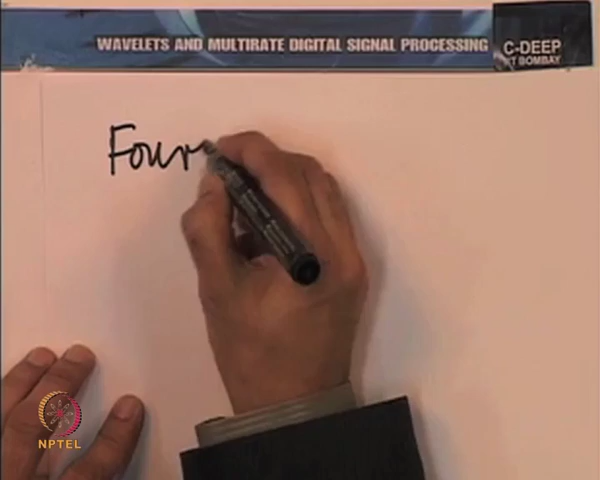 WAVELETS AND MULTIRATE DIGITAL SIGNAL PROCESSING
C-DEEP
IIT BOMBAY
Four
NPTEL